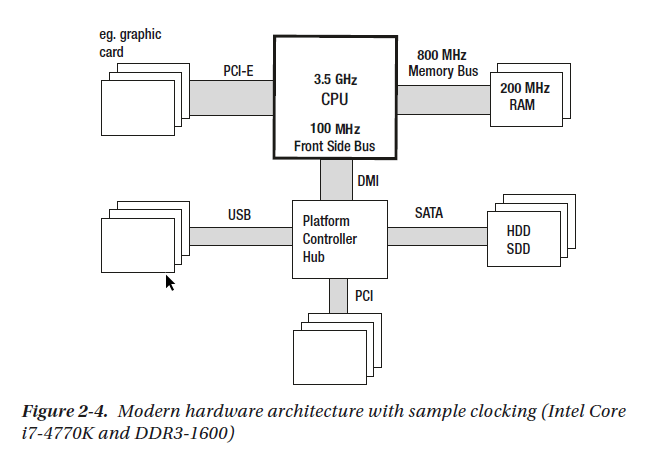 eg. graphic
card
PCI-E
3.5 GHz
CPU
100 MHz
Front Side Bus
800 MHz
Memory Bus
200 MHz
RAM
DMI
USB
Platform
Controller
Hub
SATA
HDD
SDD
PCI
Figure 2-4. Modern hardware architecture with sample clocking (Intel Core
i7-4770K and DDR3-1600)